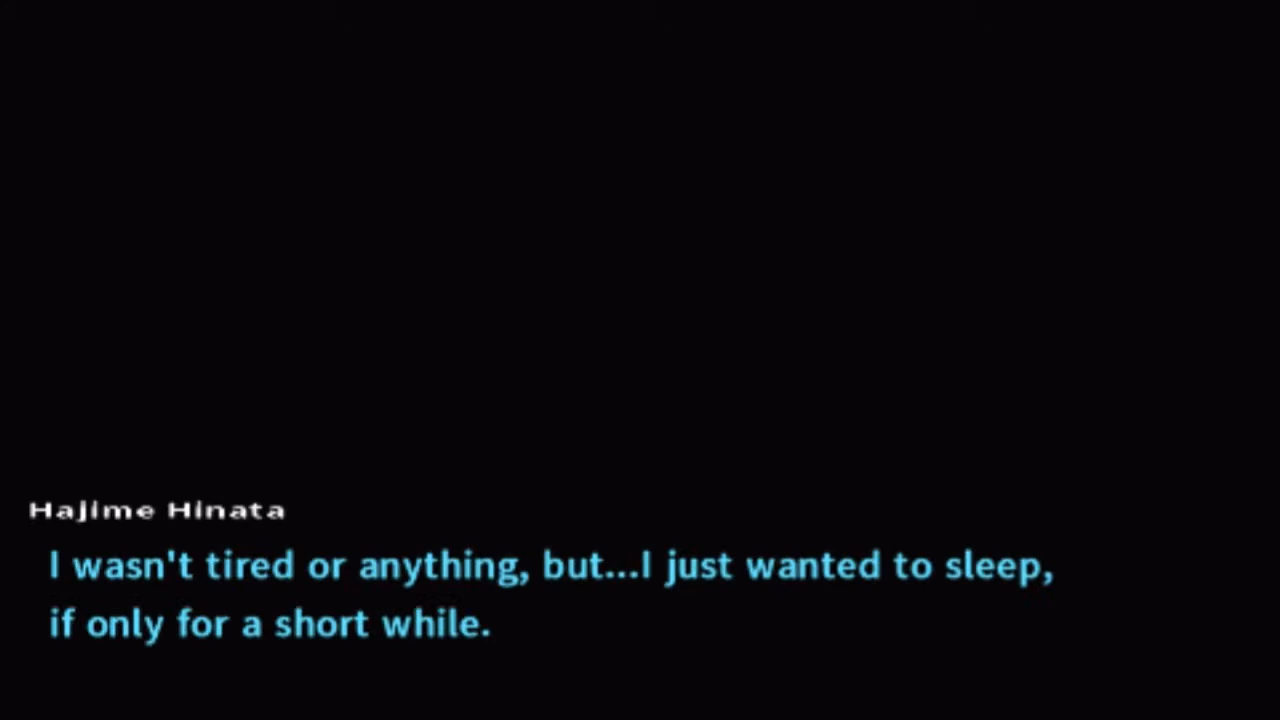 Hajime Hinata
I wasn't tired or anything, but...I just wanted to sleep,
if only for a short while.